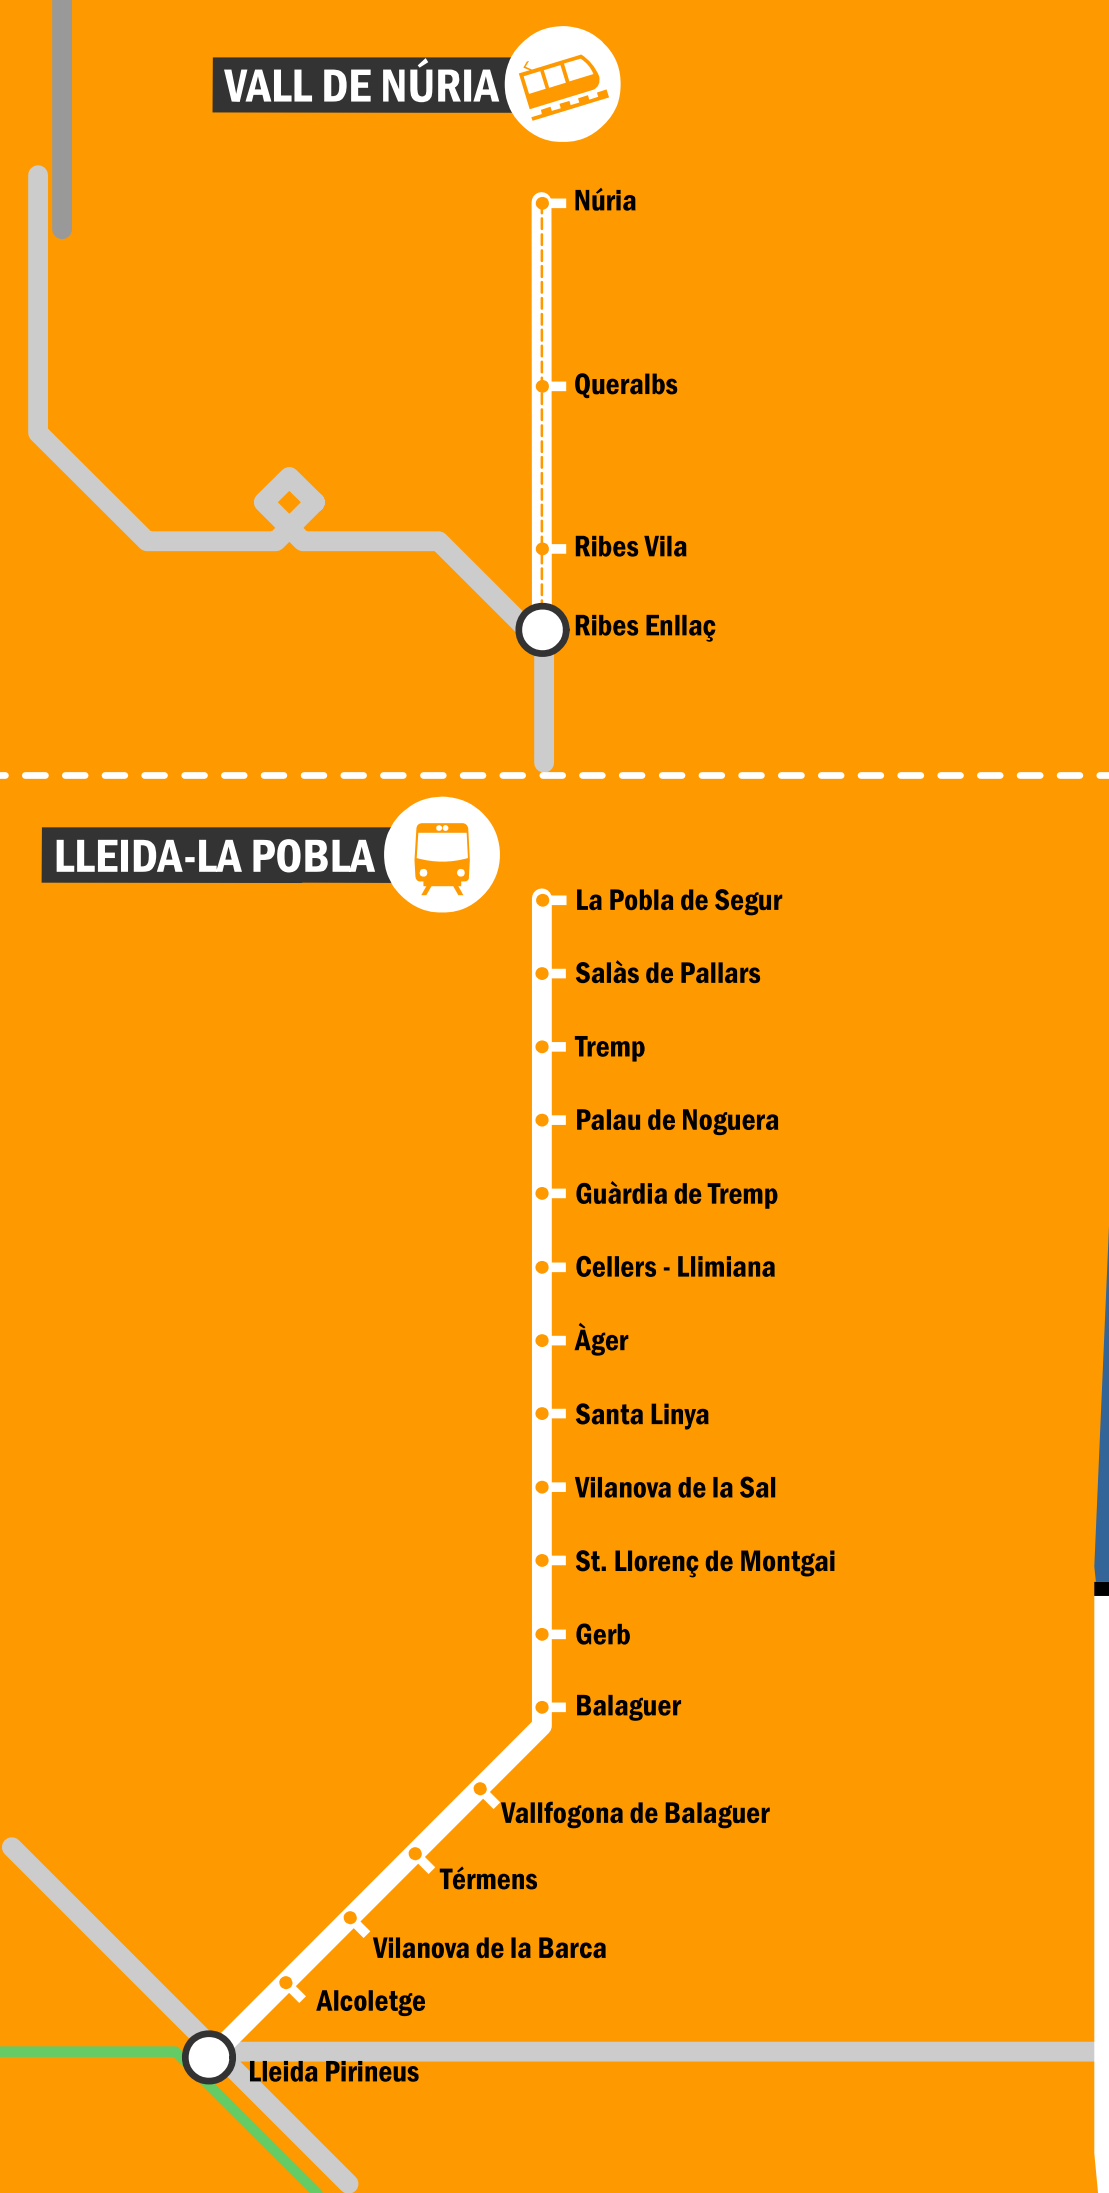 VALL DE NÚRIA
Núria
Queralbs
Ribes Vila
Ribes Enllaç
LLEIDA-LA POBLA
La Pobla de Segur
Salàs de Pallars
Tremp
Palau de Noguera
Guàrdia de Tremp
Cellers - Llimiana
Àger
Santa Linya
Vilanova de la Sal
St. Llorenç de Montgai
Gerb
Balaguer
Vallfogona de Balaguer
Térmens
Vilanova de la Barca
Alcoletge
Lleida Pirineus